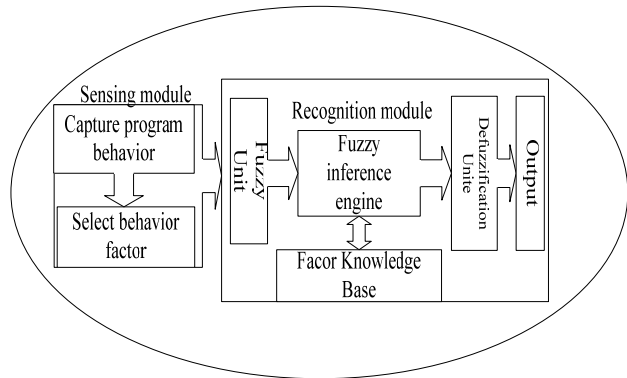 Sensing module
Capture program
behavior
Select behavior
factor
Fuzzy
Unit
Recognition module
Fuzzy
inference
engine
Facor Knowledge
Base
Defuzzification
Unite
Output